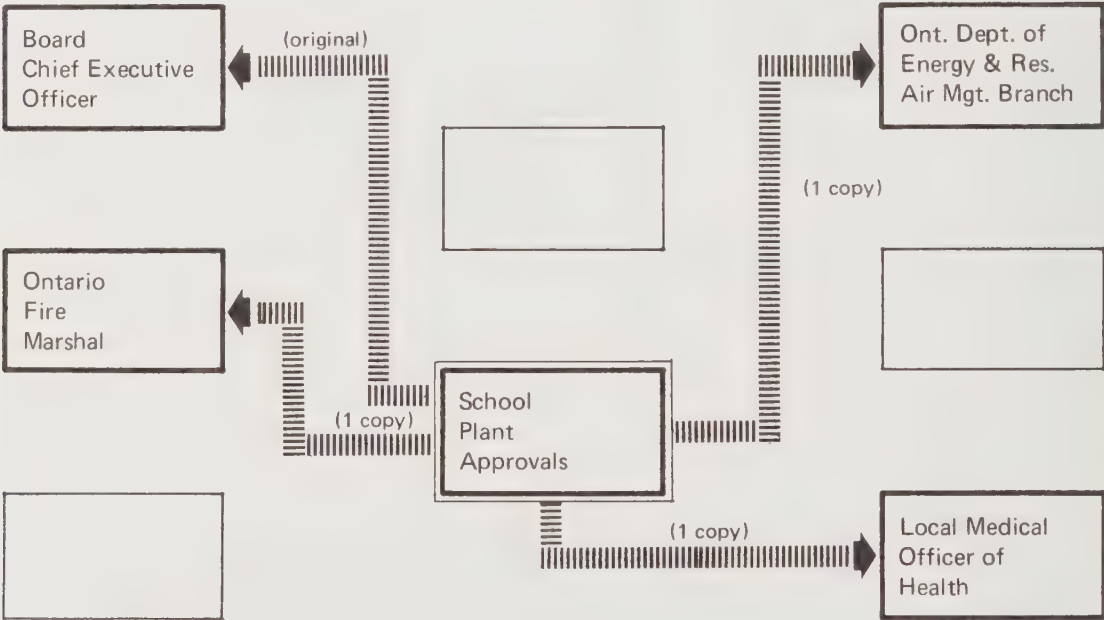 Board
Chief Executive
Officer
(original)
Ont. Dept. of
Energy & Res.
Air Mgt. Branch
(1 copy)
Ontario
Fire
Marshal
(1 copy)
School
Plant
Approvals
(1 copy)
Local Medical
Officer of
Health